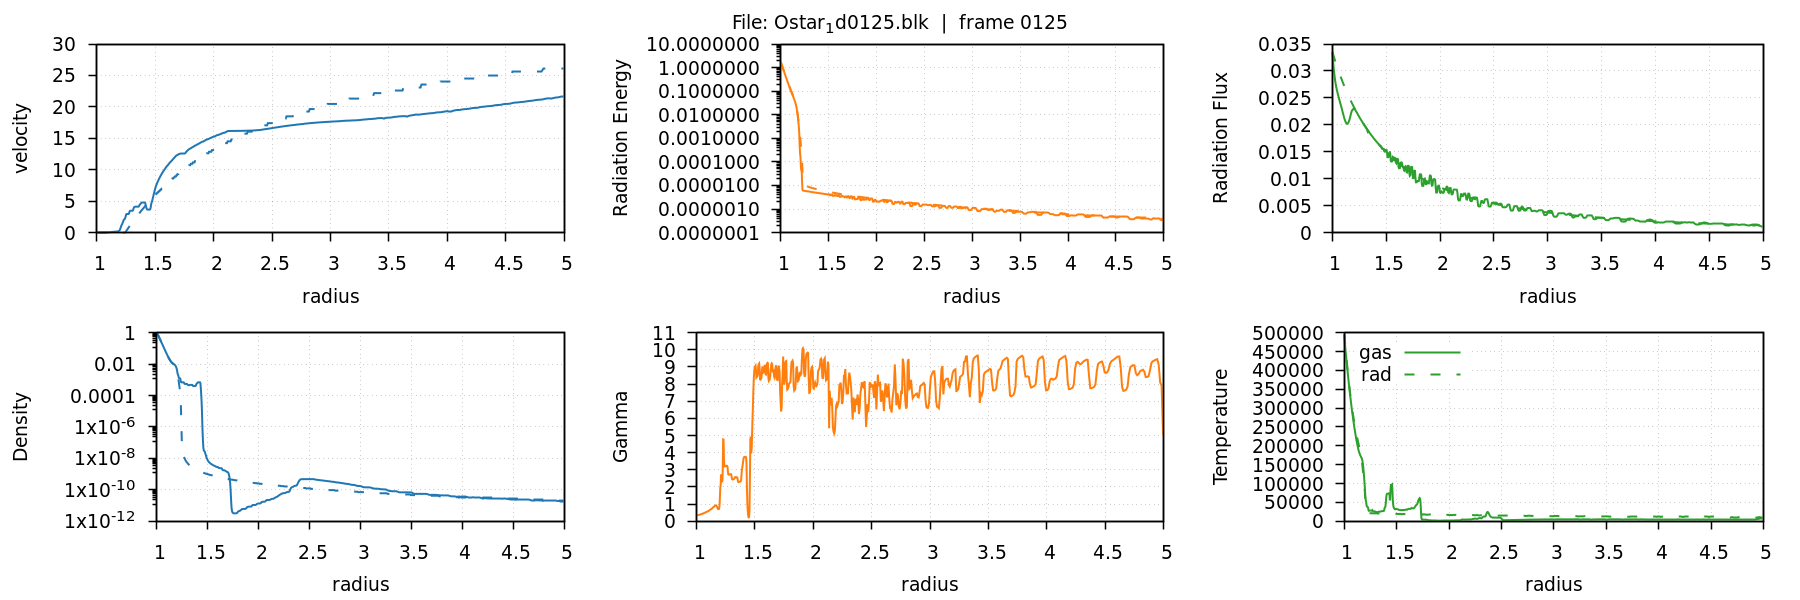 File: Ostar1d0125.blk | frame 0125
velocity
30
25
20
15
10
5
0
1 1.5 2 2.5 3 3.5 4 4.5 5
radius
Radiation Energy
10.0000000
1.0000000
0.1000000
0.0100000
0.0010000
0.0001000
0.0000100
0.0000010
0.0000001
1 1.5 2 2.5 3 3.5 4 4.5 5
radius
Radiation Flux
0.035
0.03
0.025
0.02
0.015
0.01
0.005
0
1 1.5 2 2.5 3 3.5 4 4.5 5
radius
Density
1
0.01
0.0001
1x10-6
1x10-8
1x10-10
1x10-12
1 1.5 2 2.5 3 3.5 4 4.5 5
radius
Gamma
11
10
9
8
7
6
5
4
3
2
1
0
1 1.5 2 2.5 3 3.5 4 4.5 5
radius
Temperature
500000
450000
400000
350000
300000
250000
200000
150000
100000
50000
0
gas
rad
1 1.5 2 2.5 3 3.5 4 4.5 5
radius